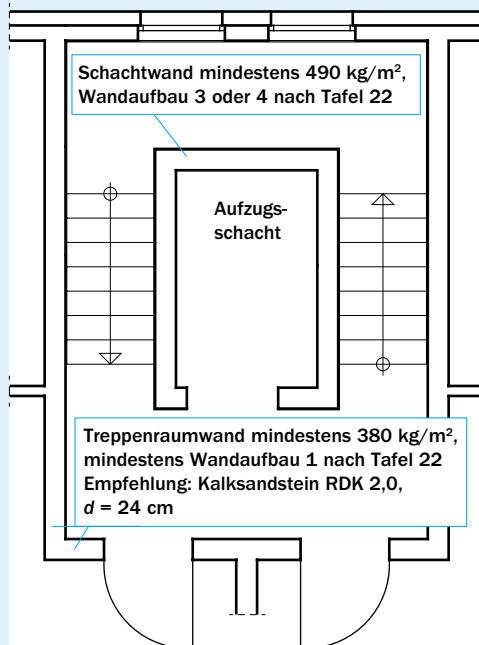 Schachtwand mindestens 490 kg/m²,
Wandaufbau 3 oder 4 nach Tafel 22
Aufzugs-
schacht
Treppenraumwand mindestens 380 kg/m²,
mindestens Wandaufbau 1 nach Tafel 22
Empfehlung: Kalksandstein RDK 2,0,
d = 24 cm